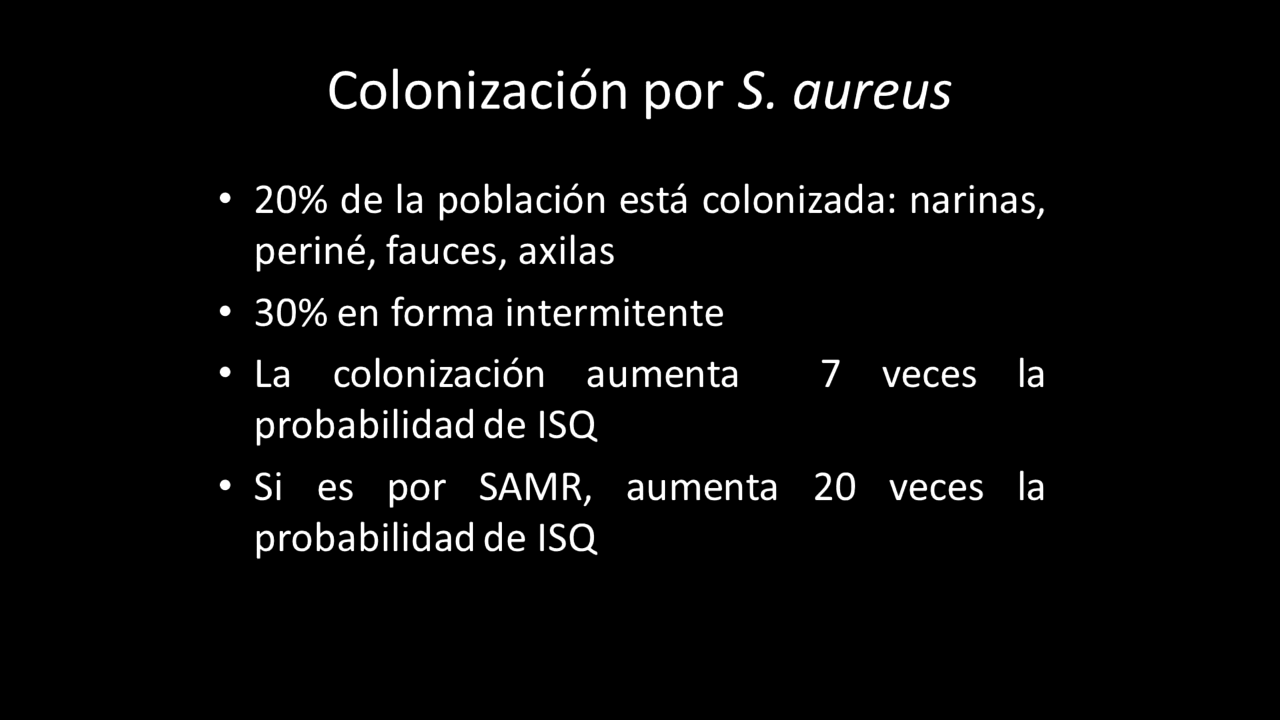 Colonización por S. aureus
• 20% de la población está colonizada: narinas,
periné, fauces, axilas
• 30% en forma intermitente
• La colonización aumenta 7 veces la
probabilidad de ISQ
• Si es por SAMR, aumenta 20 veces la
probabilidad de ISQ